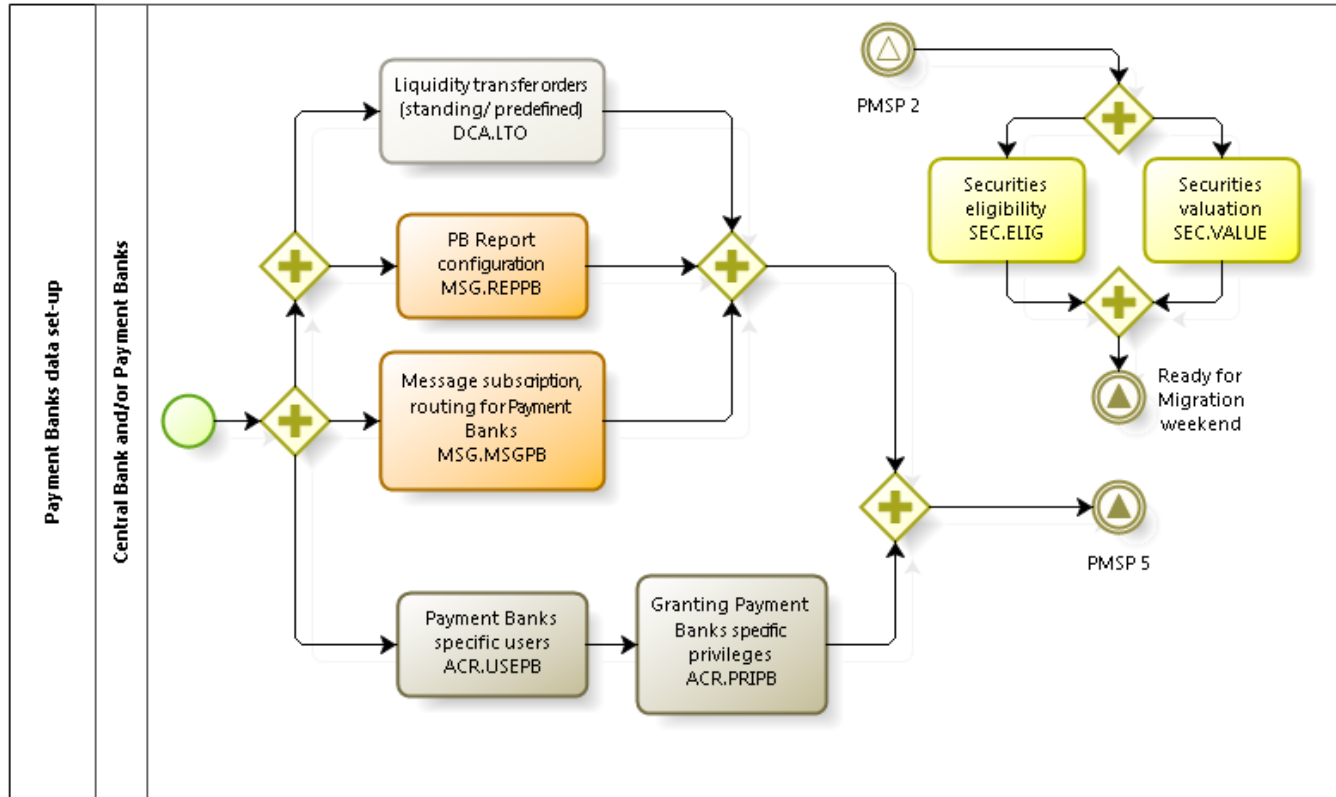 Payment Banks data set-up
Central Bank and/or Payment Banks
Liquidity transfer orders
(standing/ predefined)
DCA.LTO
PB Report
configuration
MSG.REPPB
Message subscription,
routing for Payment
Banks
MSG.MSGPB
Payment Banks
specific users
ACR.USEPB
Granting Payment
Banks specific
privileges
ACR.PRIPB
PMSP 2
Securities
eligibility
SEC.ELIG
Securities
valuation
SEC.VALUE
Ready for
Migration
weekend
PMSP 5